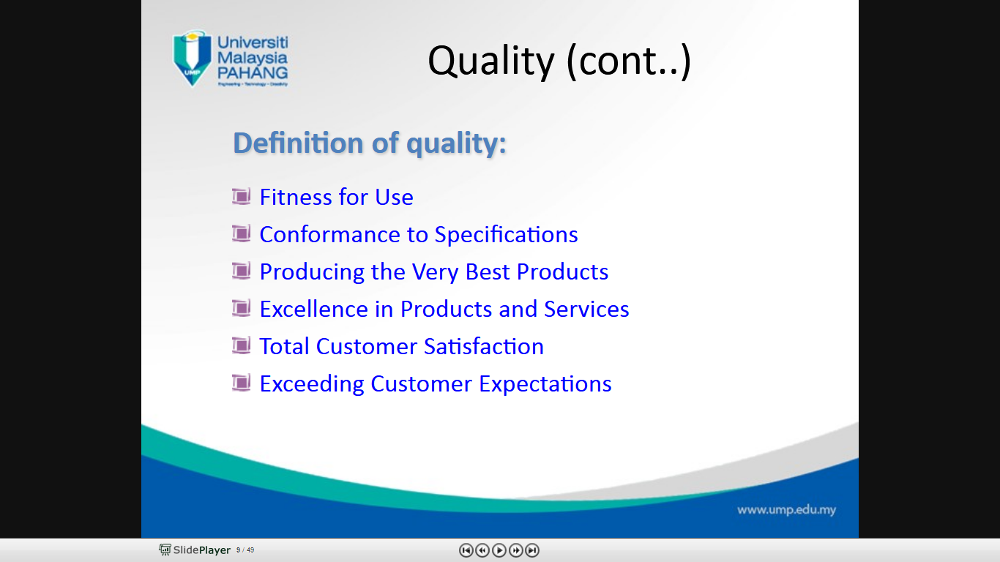 Universiti
Malaysia
PAHANG
Engineering • Technology • Creativity
UMP
Quality (cont..)
Definition of quality:
Fitness for Use
Conformance to Specifications
Producing the Very Best Products
Excellence in Products and Services
Total Customer Satisfaction
Exceeding Customer Expectations
www.ump.edu.my
SlidePlayer 9 / 49